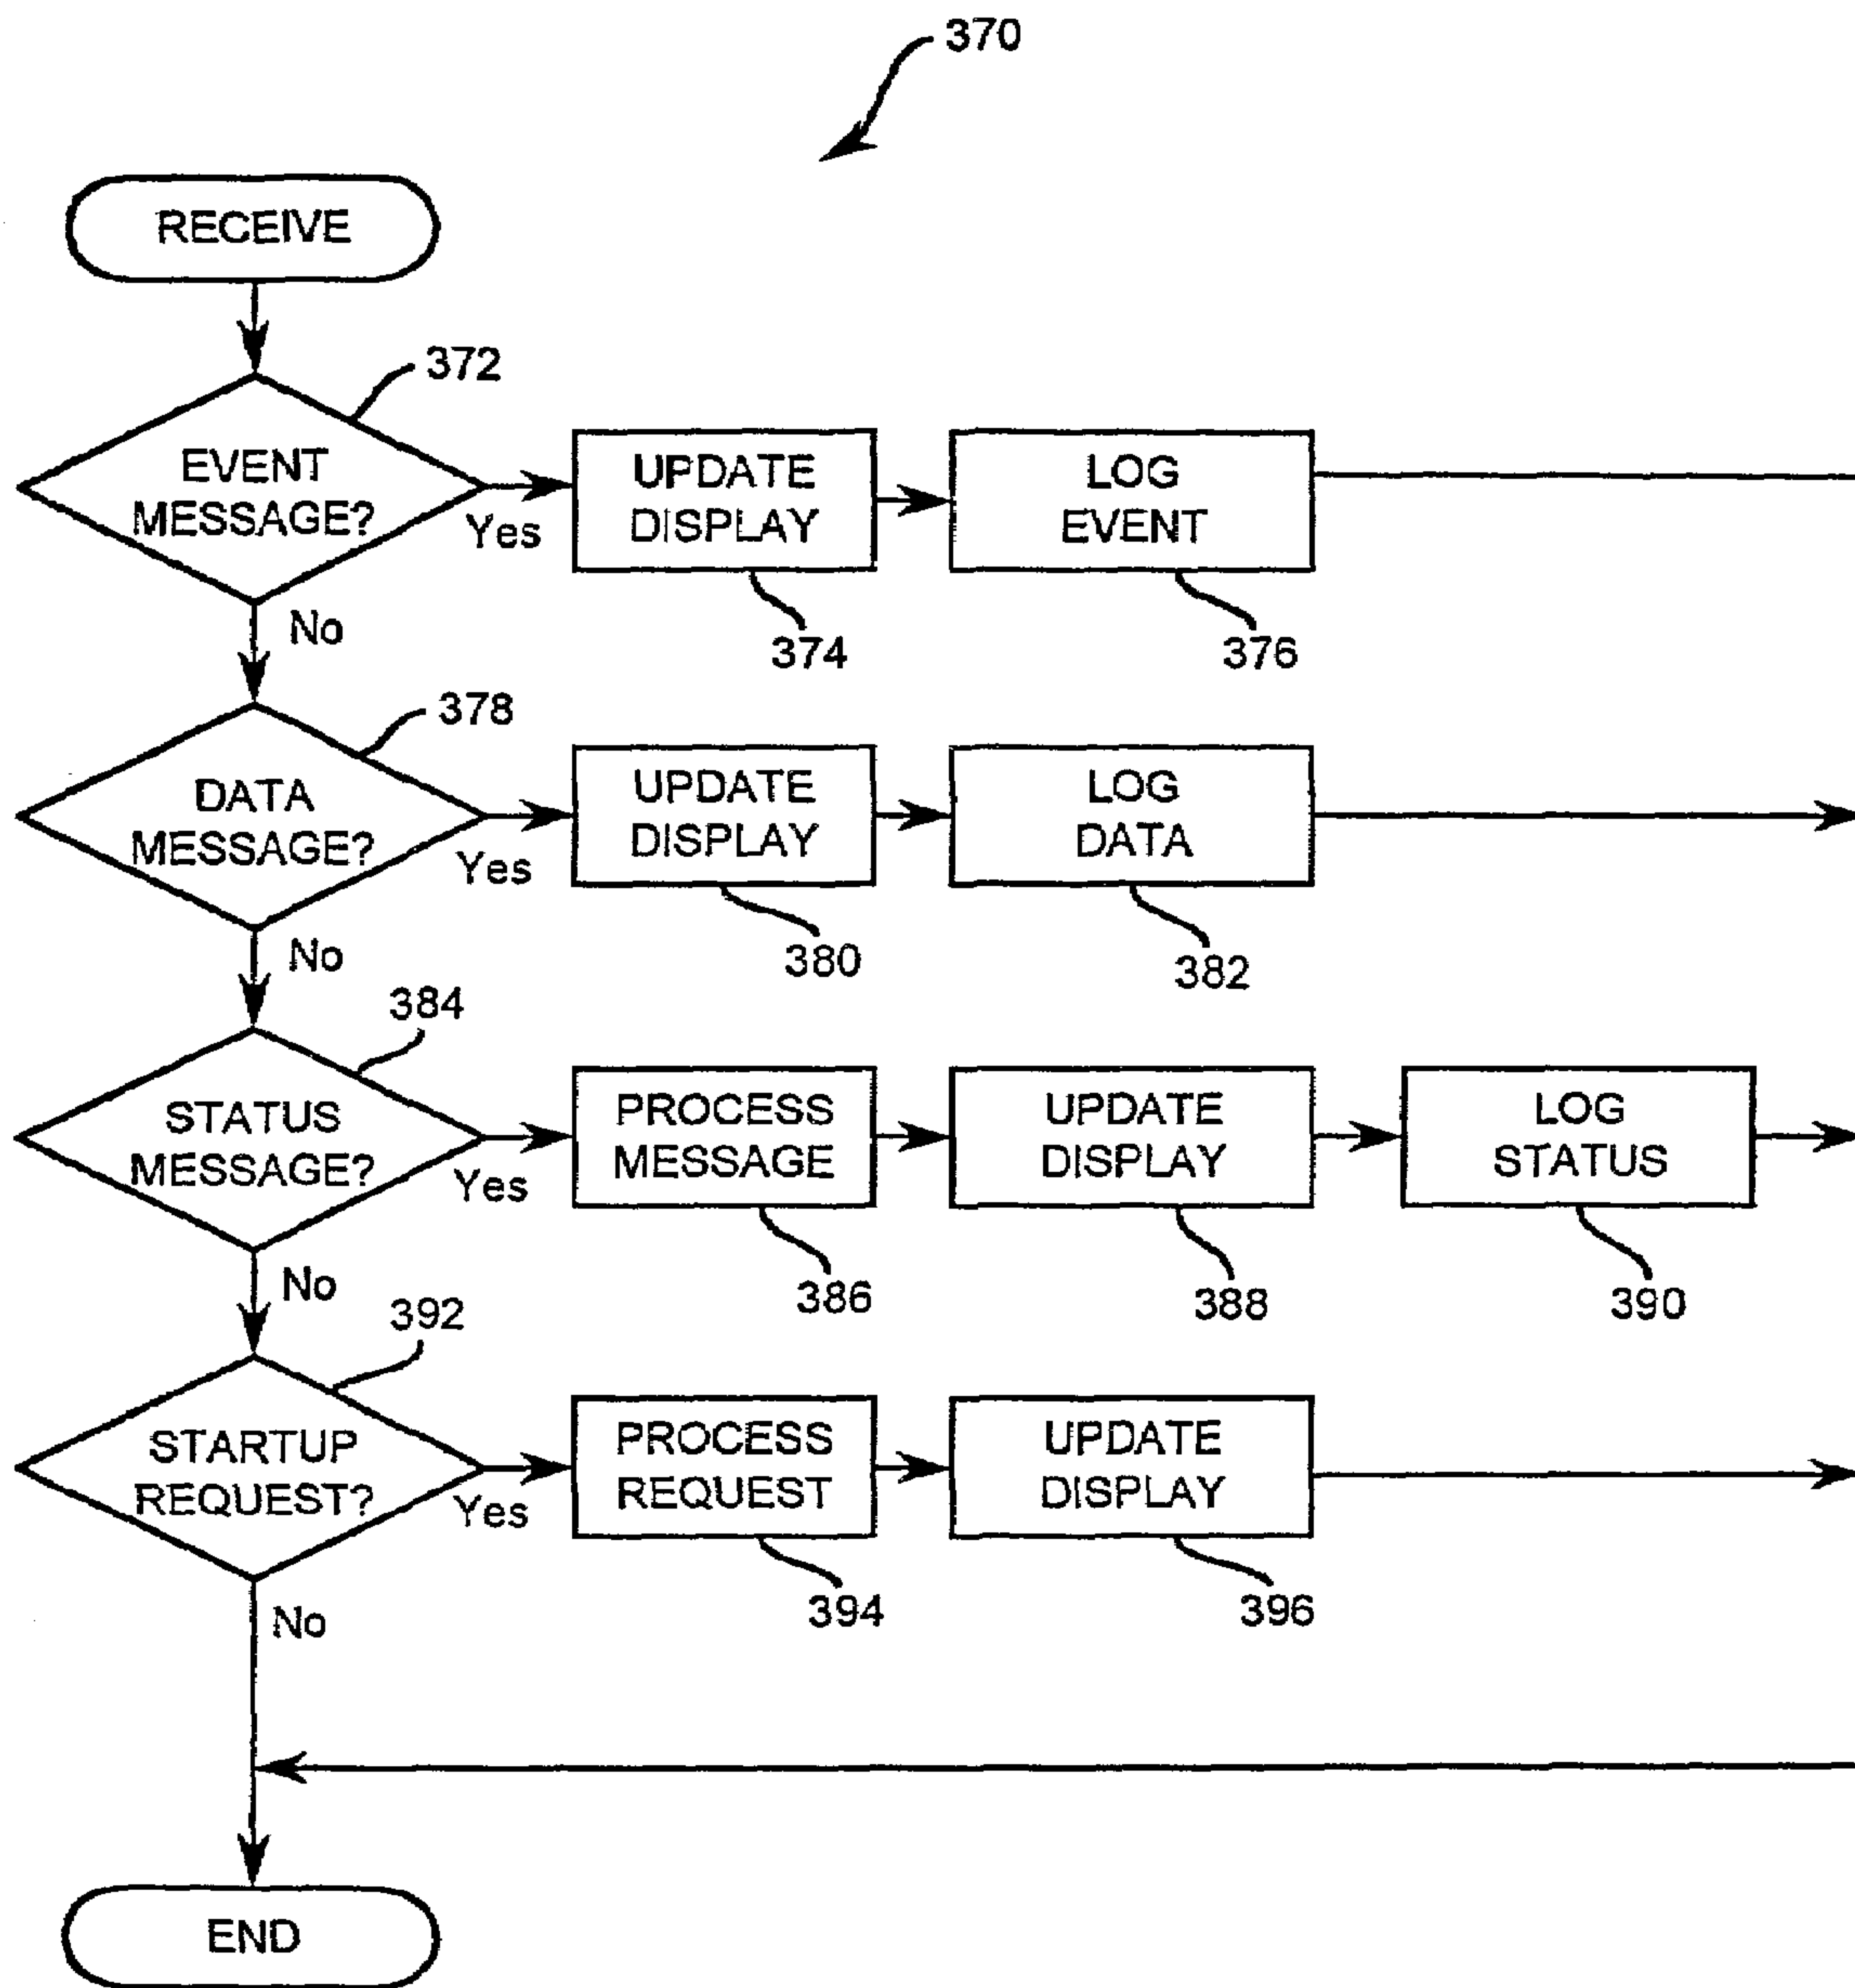 370
RECEIVE
372
EVENT
MESSAGE?
Yes
UPDATE
DISPLAY
374
LOG
EVENT
376
No
378
DATA
MESSAGE?
Yes
UPDATE
DISPLAY
380
LOG
DATA
382
No
384
STATUS
MESSAGE?
Yes
PROCESS
MESSAGE
386
UPDATE
DISPLAY
388
LOG
STATUS
390
No
392
STARTUP
REQUEST?
Yes
PROCESS
REQUEST
394
UPDATE
DISPLAY
396
No
END